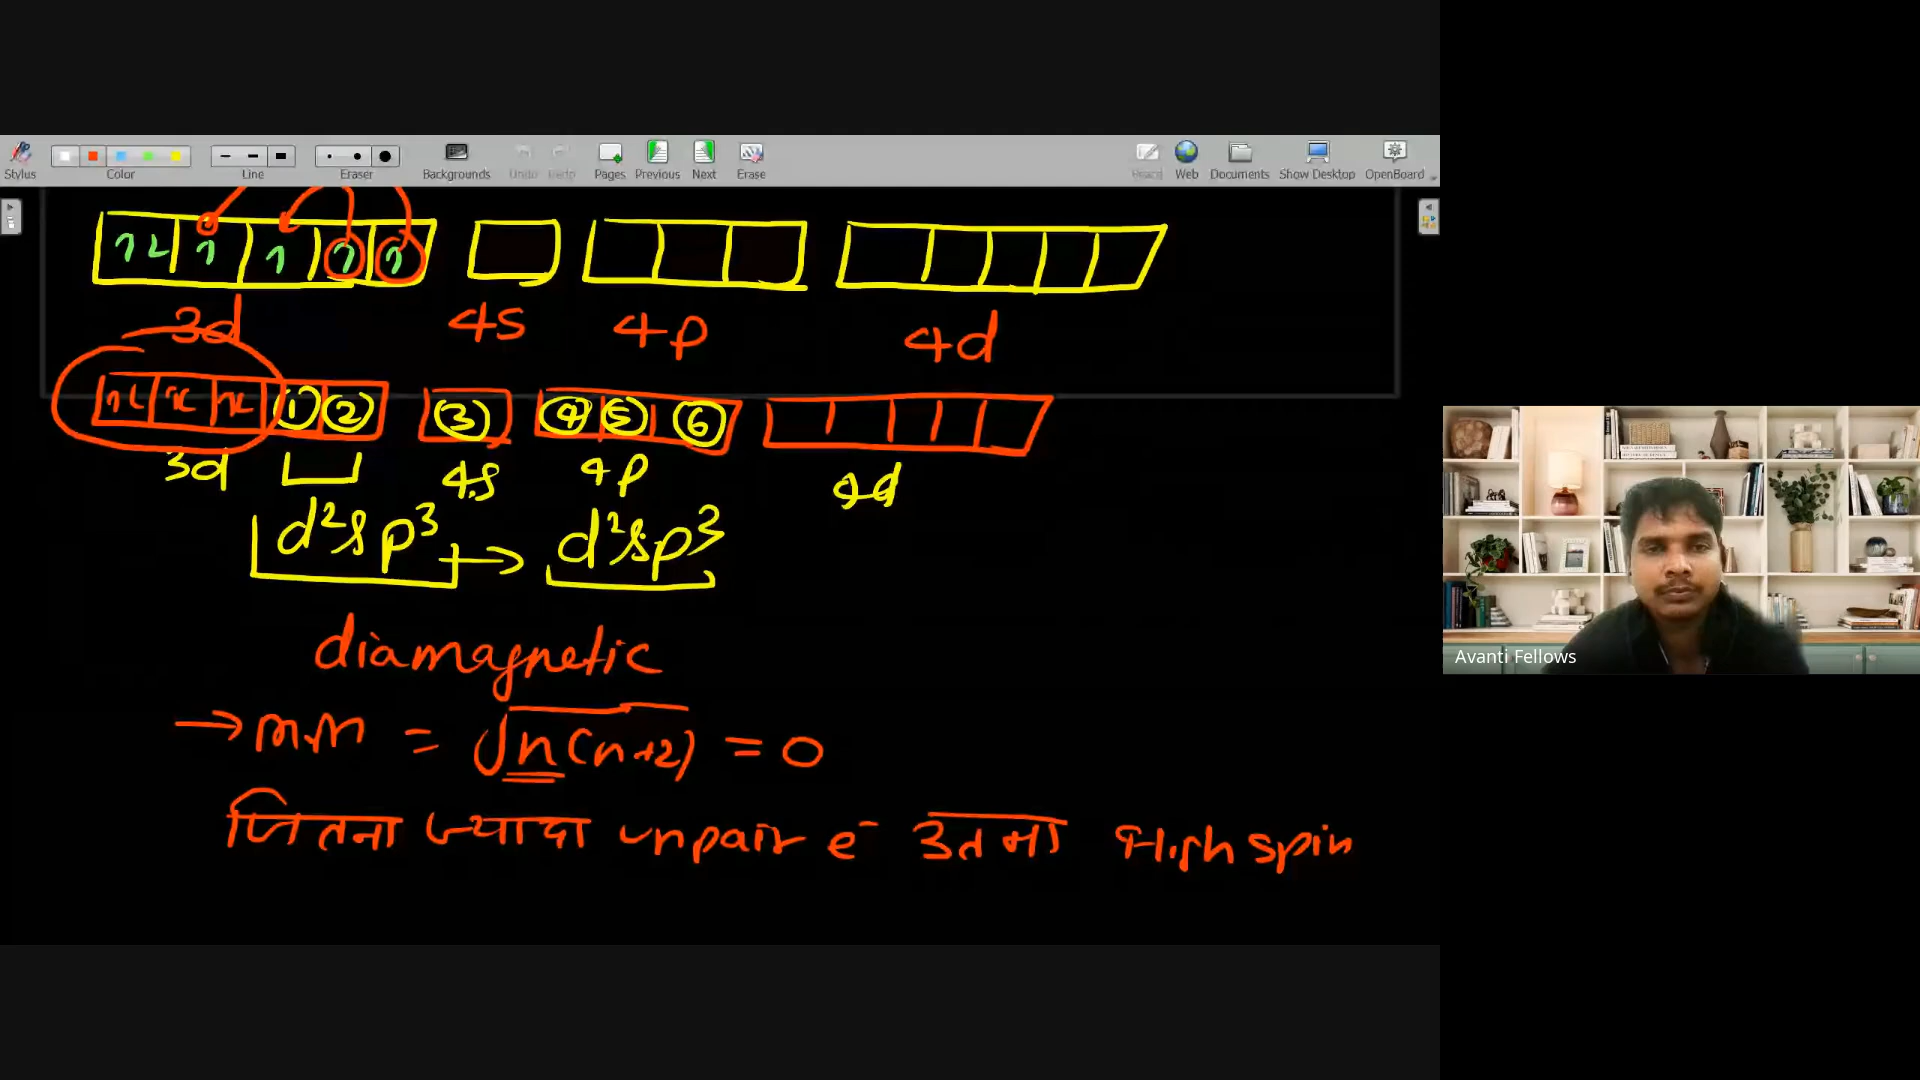 Stylus Color Line Eraser Backgrounds Undo Redo Pages Previous Next Erase Web Documents Show Desktop OpenBoard
3d 4s 4p 4d
1 2 3 4 5 6
3d 4s 4p 4d
d²sp³ → d²sp³
diamagnetic
→ m.m = √n(n+2) = 0
जितना ज्यादा unpair e⁻ उतना High spin
Avanti Fellows